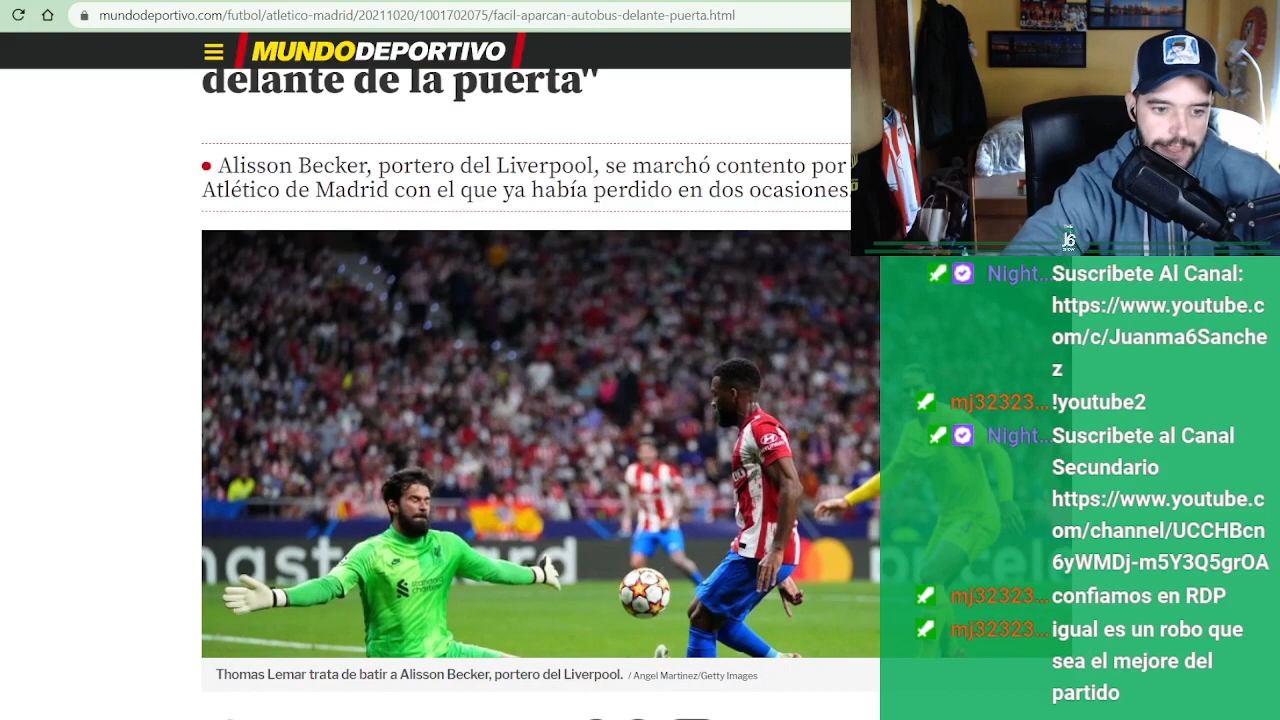 mundodeportivo.com/futbol/atletico-madrid/20211020/1001702075/facil-aparcan-autobus-delante-puerta.html
MUNDODEPORTIVO
delante de la puerta"
Alisson Becker, portero del Liverpool, se marchó contento por
Atlético de Madrid con el que ya había perdido en dos ocasiones.
standard
chartered
HYUNDAI
Thomas Lemar trata de batir a Alisson Becker, portero del Liverpool. / Angel Martinez/Getty Images
J6
Night... Suscribete Al Canal:
https://www.youtube.c
om/c/Juanma6Sanche
z
mj32323... !youtube2
Night... Suscribete al Canal
Secundario
https://www.youtube.c
om/channel/UCCHBcn
6yWMDj-m5Y3Q5grOA
mj32323... confiamos en RDP
mj32323... igual es un robo que
sea el mejore del
partido